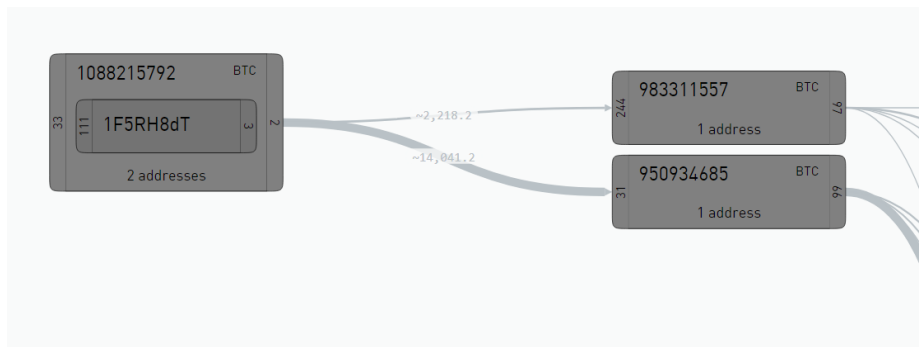 1088215792 BTC
33
111
1F5RH8dT
3
2
2 addresses
~2,218.2
~14,041.2
244
983311557 BTC
1 address
97
31
950934685 BTC
1 address
99